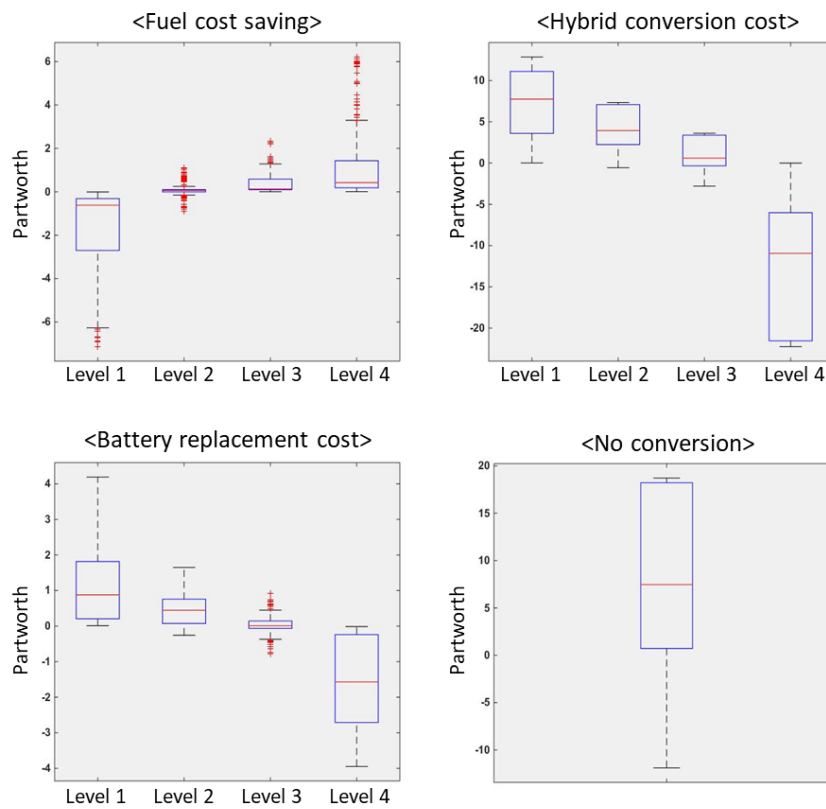 <Fuel cost saving>
Partworth
6
4
2
0
-2
-4
-6
Level 1 Level 2 Level 3 Level 4
<Hybrid conversion cost>
Partworth
10
5
0
-5
-10
-15
-20
Level 1 Level 2 Level 3 Level 4
<Battery replacement cost>
Partworth
4
3
2
1
0
-1
-2
-3
-4
Level 1 Level 2 Level 3 Level 4
<No conversion>
Partworth
20
15
10
5
0
-5
-10